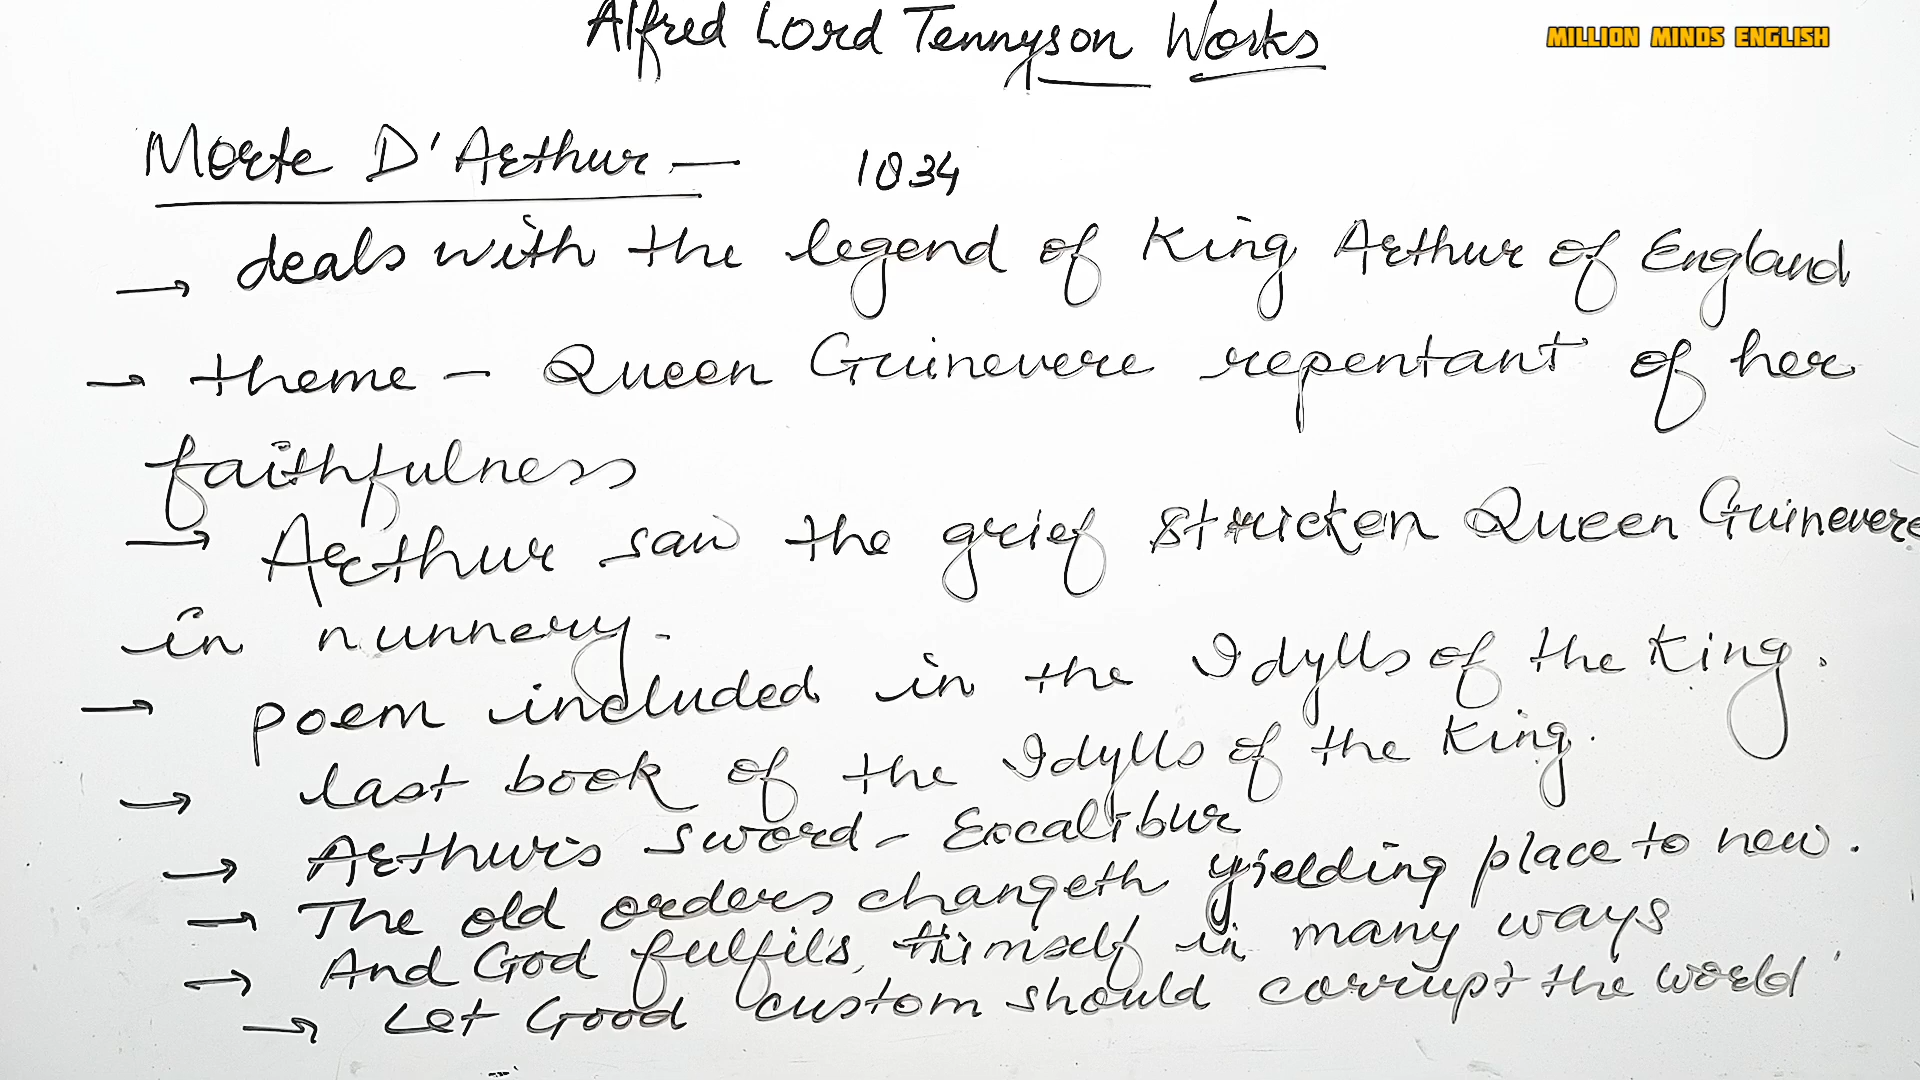 Alfred Lord Tennyson Works
MILLION MINDS ENGLISH
Morte D'Arthur — 1834
→ deals with the legend of King Arthur of England
→ theme – Queen Guinevere repentant of her
faithfulness
→ Arthur saw the grief stricken Queen Guinevere
in nunnery.
→ poem included in the Idylls of the King.
→ last book of the Idylls of the King.
→ Arthur's sword – Excalibur
→ The old orders changeth yielding place to new.
→ And God fulfils Himself in many ways
→ Let Good custom should corrupt the world